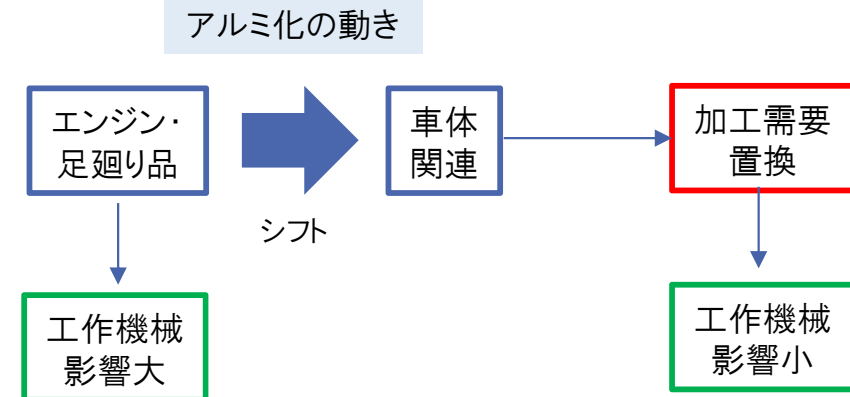 アルミ化の動き
エンジン・
足廻り品
シフト
車体
関連
加工需要
置換
工作機械
影響大
工作機械
影響小